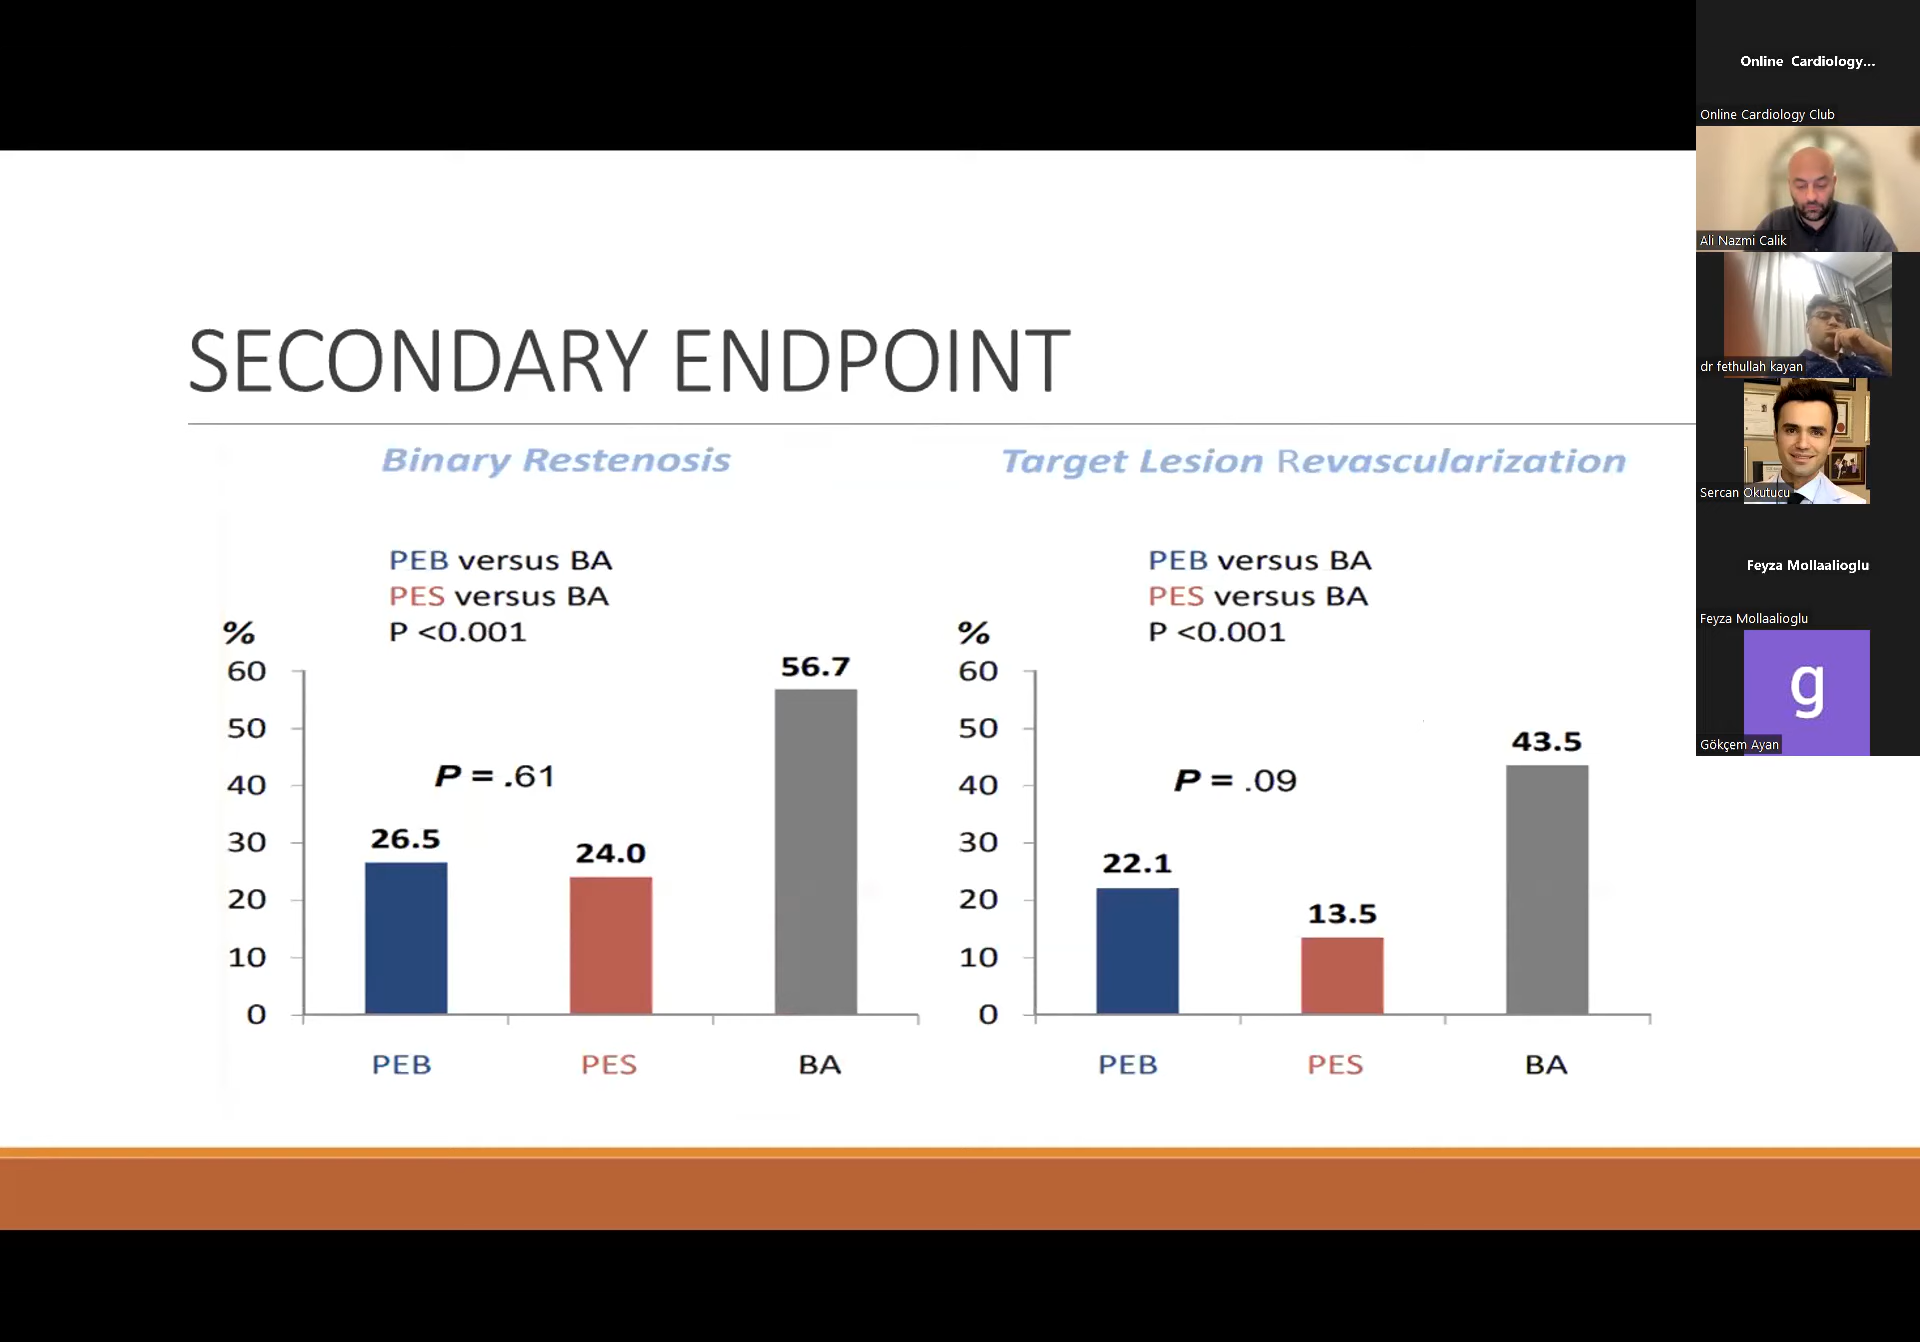 SECONDARY ENDPOINT
Binary Restenosis
PEB versus BA
PES versus BA
P <0.001
%
60
50
40
30
20
10
0
P = .61
26.5
24.0
56.7
PEB
PES
BA
Target Lesion Revascularization
PEB versus BA
PES versus BA
P <0.001
%
60
50
40
30
20
10
0
P = .09
22.1
13.5
43.5
PEB
PES
BA
Online Cardiology...
Online Cardiology Club
Ali Nazmi Calik
dr fethullah kayan
Sercan Okutucu
Feyza Mollaalioglu
Feyza Mollaalioglu
g
Gökçem Ayan